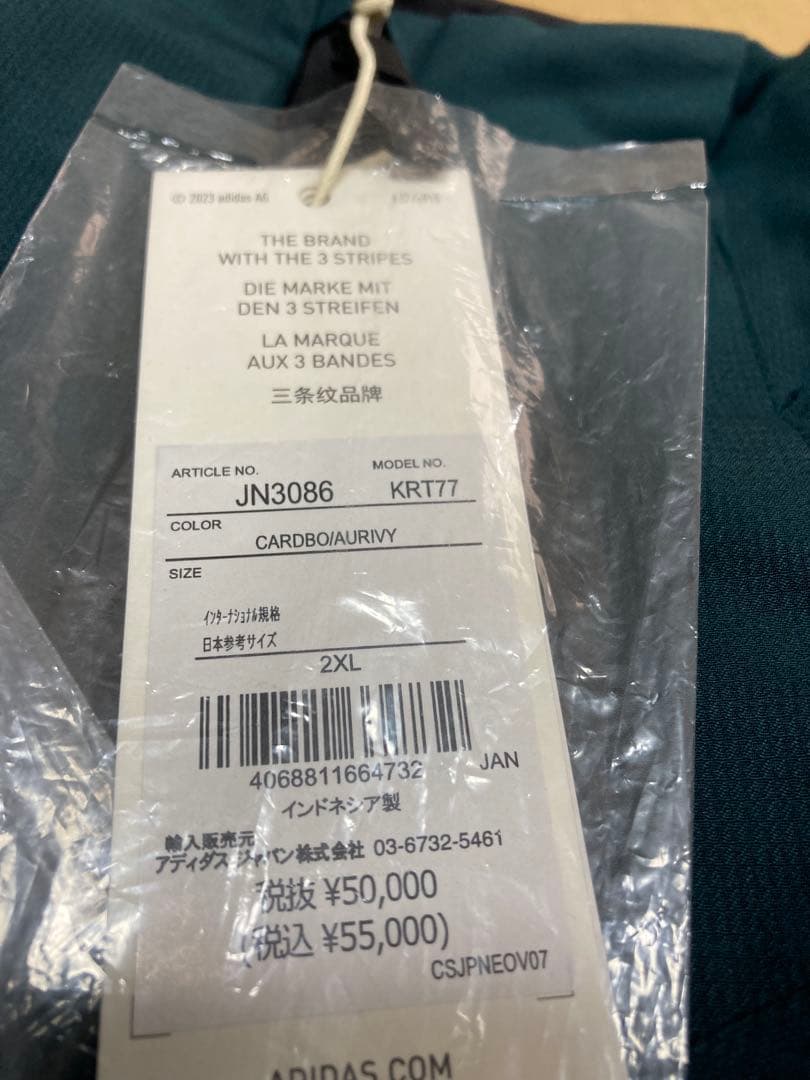 © 2023 adidas AG
THE BRAND
WITH THE 3 STRIPES
DIE MARKE MIT
DEN 3 STREIFEN
LA MARQUE
AUX 3 BANDES
三条纹品牌
ARTICLE NO.
JN3086
MODEL NO.
KRT77
COLOR
CARDBO/AURIVY
SIZE
インターナショナル規格
日本参考サイズ
2XL
4068811664732
JAN
インドネシア製
輸入販売元
アディダス ジャパン株式会社 03-6732-5461
税抜 ¥50,000
(税込 ¥55,000)
CSJPNEOV07
ADIDAS.COM